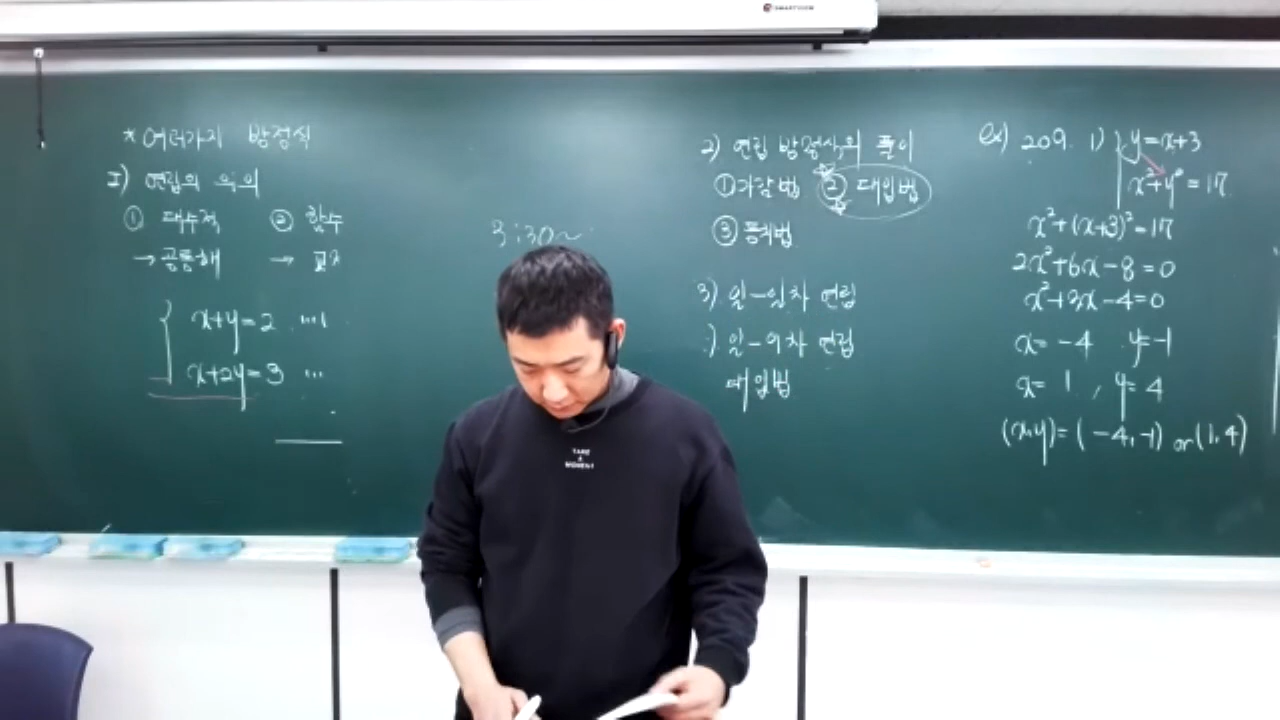 SMARTVIEW
* 여러가지 방정식
I) 연립의 의의
① 대수적 ② 함수
→ 공통해 → 교점
x+y=2 ...1
x+2y=3 ...
3:30~
2) 연립 방정식의 풀이
① 가감법 ② 대입법
③ 등치법
3) 일-일차 연립
일-이차 연립
대입법
ex) 209. 1) y=x+3
x²+y²=17
x²+(x+3)²=17
2x²+6x-8=0
x²+3x-4=0
x=-4 y=-1
x=1, y=4
(x,y)=(-4,-1) or (1,4)
TAKE
A
MOMENT